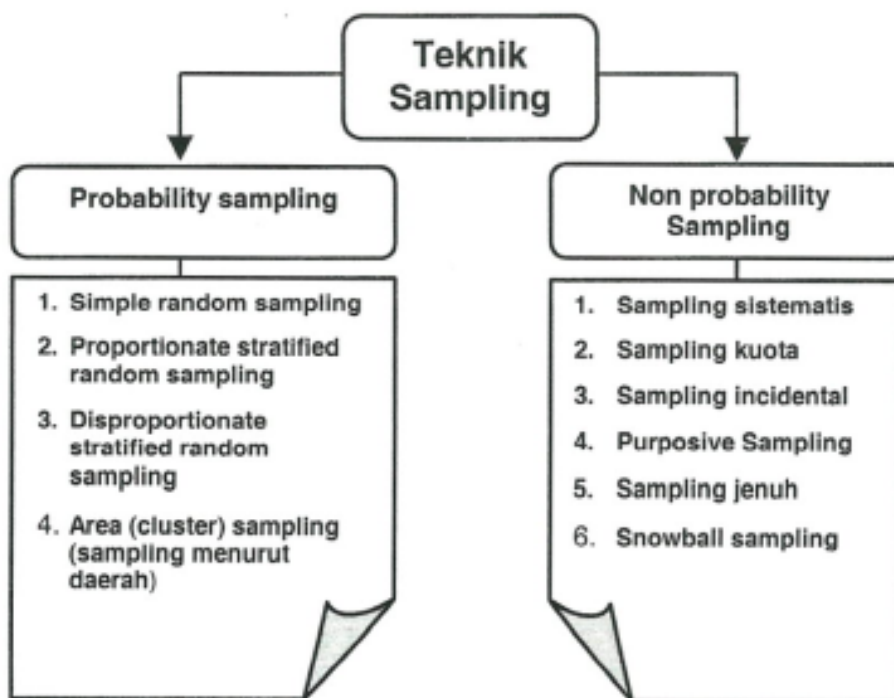 Teknik
Sampling
Probability sampling
Non probability
Sampling
1. Simple random sampling
2. Proportionate stratified
random sampling
3. Disproportionate
stratified random
sampling
4. Area (cluster) sampling
(sampling menurut
daerah)
1. Sampling sistematis
2. Sampling kuota
3. Sampling incidental
4. Purposive Sampling
5. Sampling jenuh
6. Snowball sampling